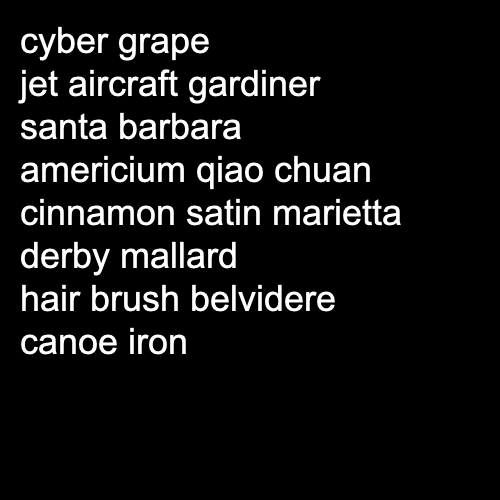 cyber grape
jet aircraft gardiner
santa barbara
americium qiao chuan
cinnamon satin marietta
derby mallard
hair brush belvidere
canoe iron